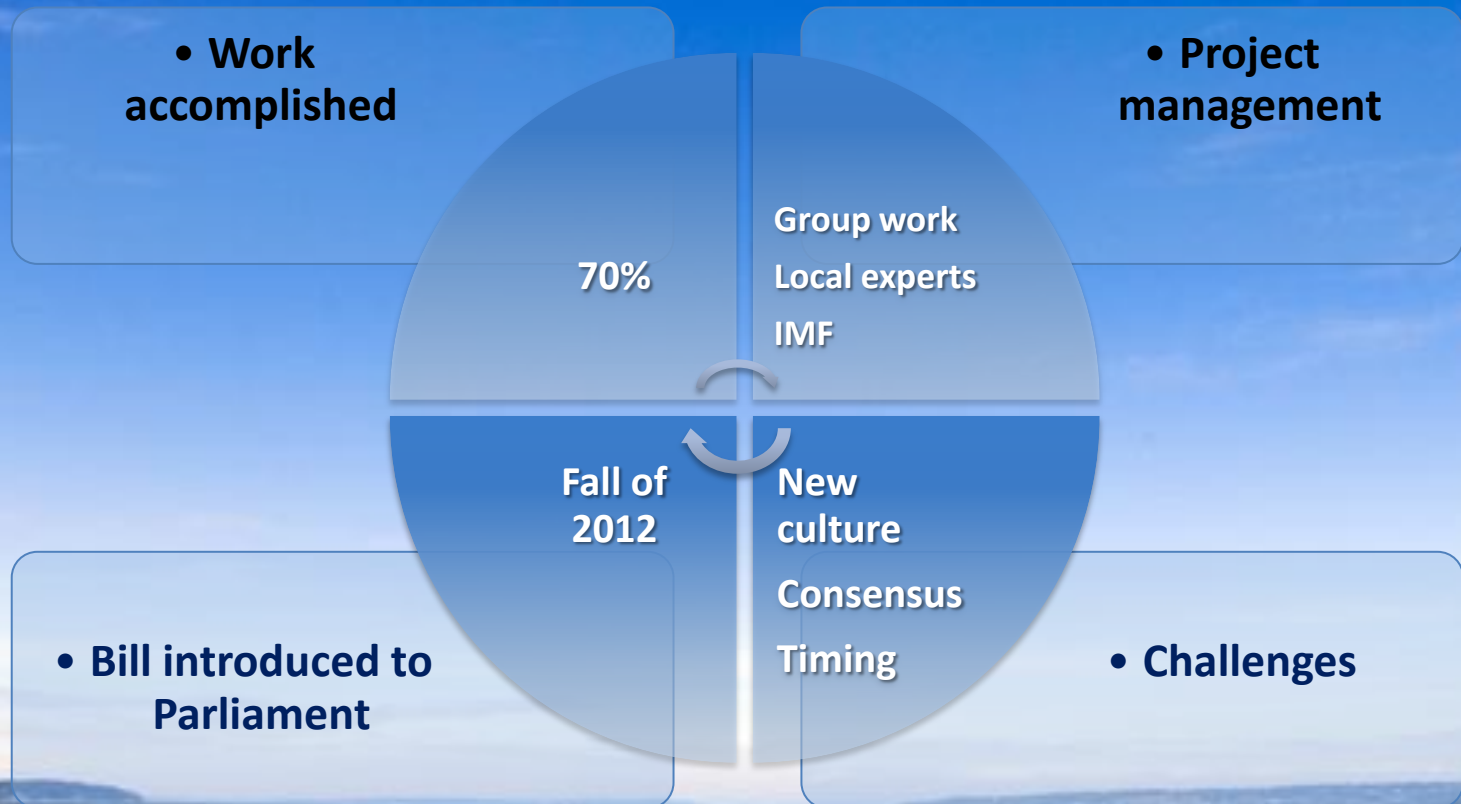 • Work
accomplished
• Project
management
70%
Group work
Local experts
IMF
Fall of
2012
New
culture
Consensus
Timing
• Bill introduced to
Parliament
• Challenges